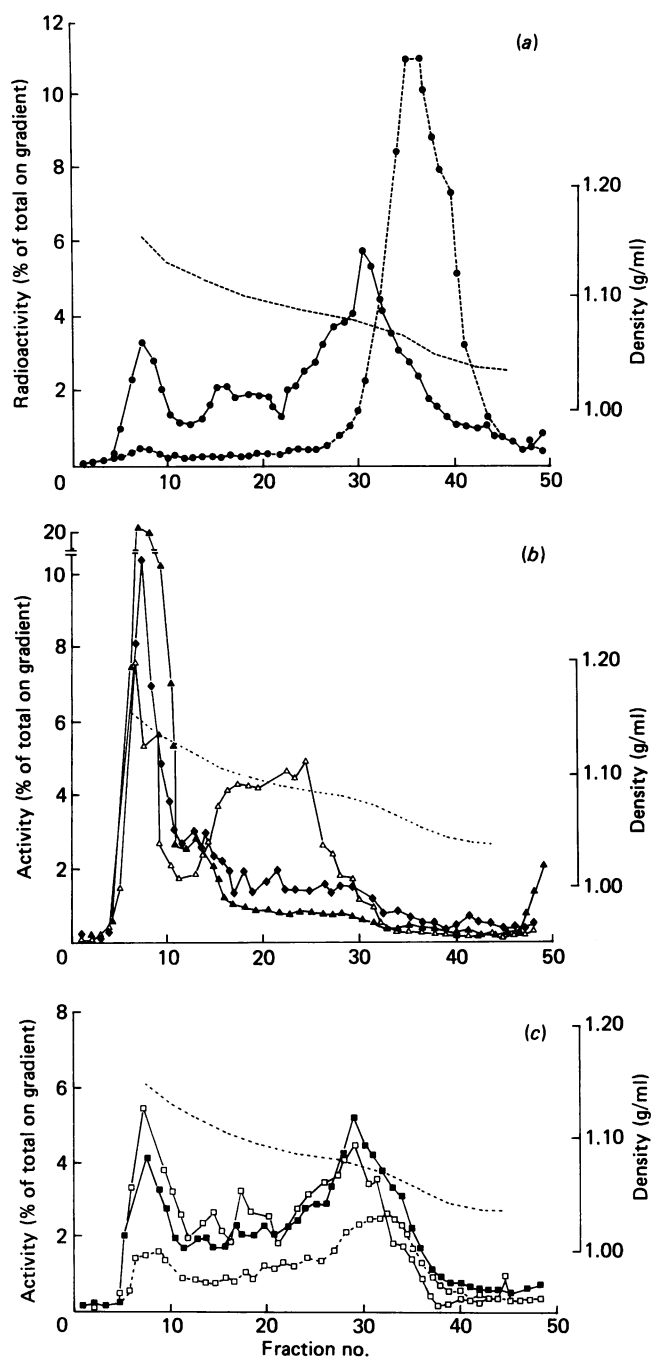 (a)
Radioactivity (% of total on gradient)
12
10
8
6
4
2
0
0 10 20 30 40 50
1.20
1.10
1.00
Density (g/ml)
(b)
Activity (% of total on gradient)
20
10
8
6
4
2
0 10 20 30 40 50
1.20
1.10
1.00
Density (g/ml)
(c)
Activity (% of total on gradient)
8
6
4
2
0 10 20 30 40 50
1.20
1.10
1.00
Density (g/ml)
Fraction no.